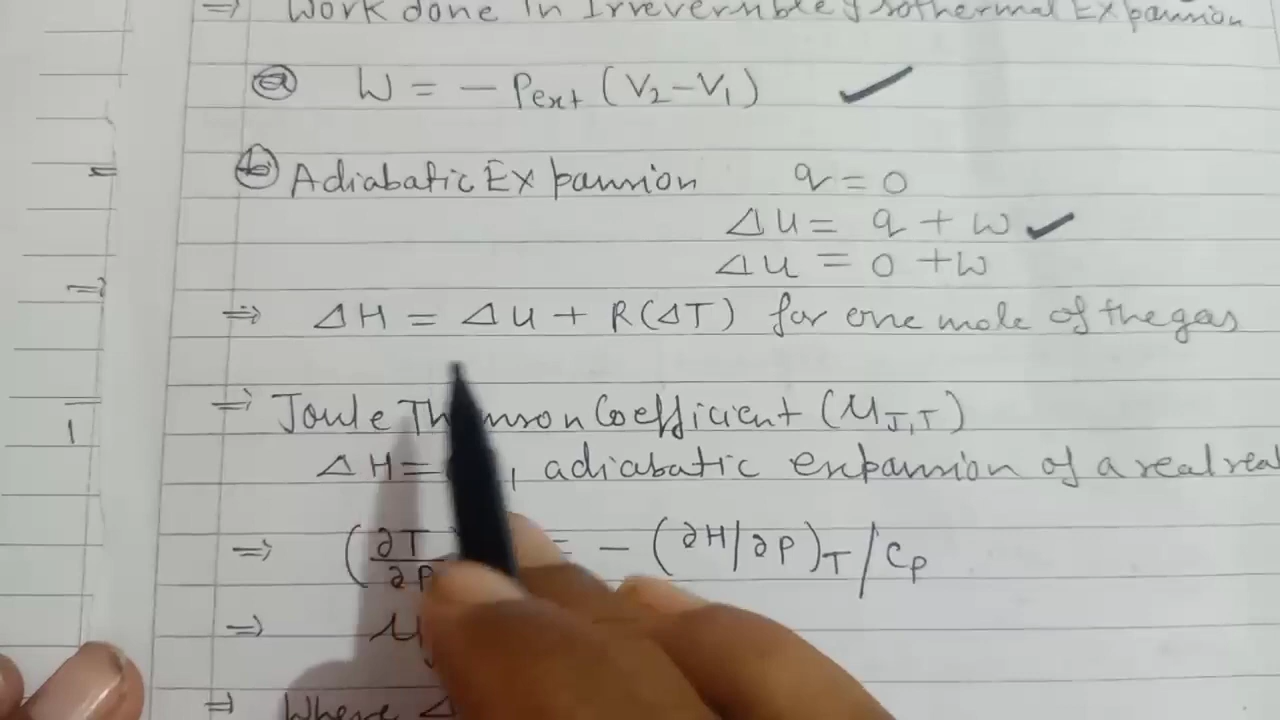 ⇒ Work done in Irreversible Isothermal Expansion
(a) W = - Pext (V₂-V₁) ✓
(b) Adiabatic Expansion q = 0
ΔU = q + W ✓
ΔU = 0 + W
⇒ ΔH = ΔU + R(ΔT) for one mole of the gas
⇒ Joule Thomson Coefficient (μJ,T)
ΔH = , adiabatic expansion of a real real
⇒ (∂T/∂P = - (∂H/∂P)T / CP
⇒ μ
⇒ Where Δ
=
⇒
1